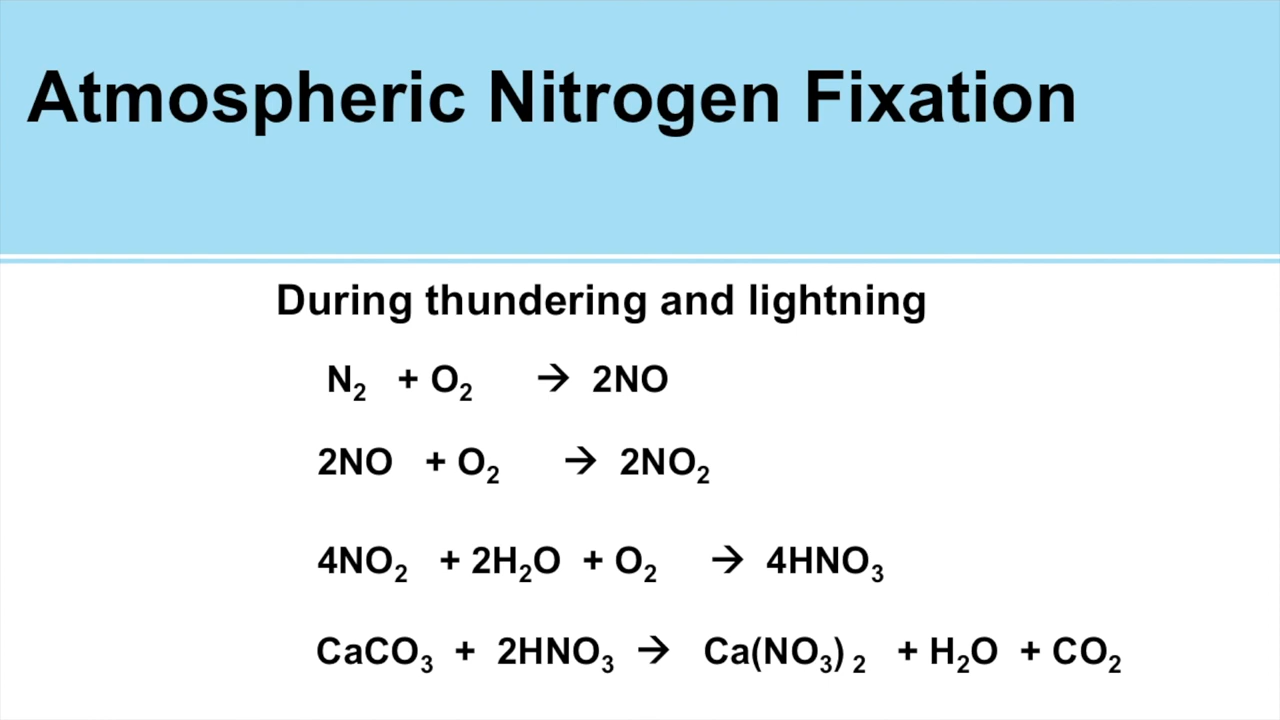 Atmospheric Nitrogen Fixation
During thundering and lightning
N₂ + O₂ → 2NO
2NO + O₂ → 2NO₂
4NO₂ + 2H₂O + O₂ → 4HNO₃
CaCO₃ + 2HNO₃ → Ca(NO₃) ₂ + H₂O + CO₂